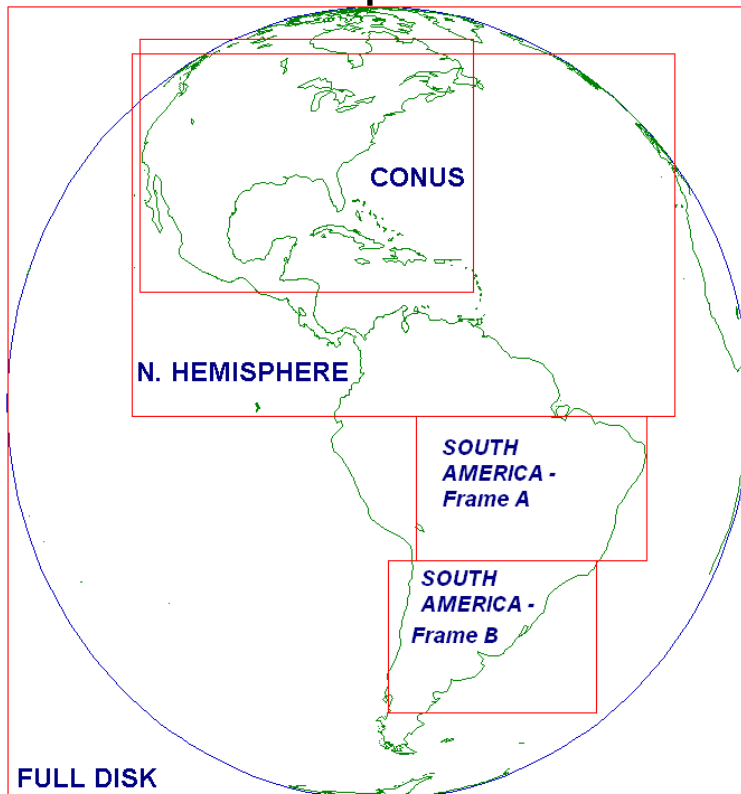 CONUS
N. HEMISPHERE
SOUTH
AMERICA -
Frame A
SOUTH
AMERICA -
Frame B
FULL DISK